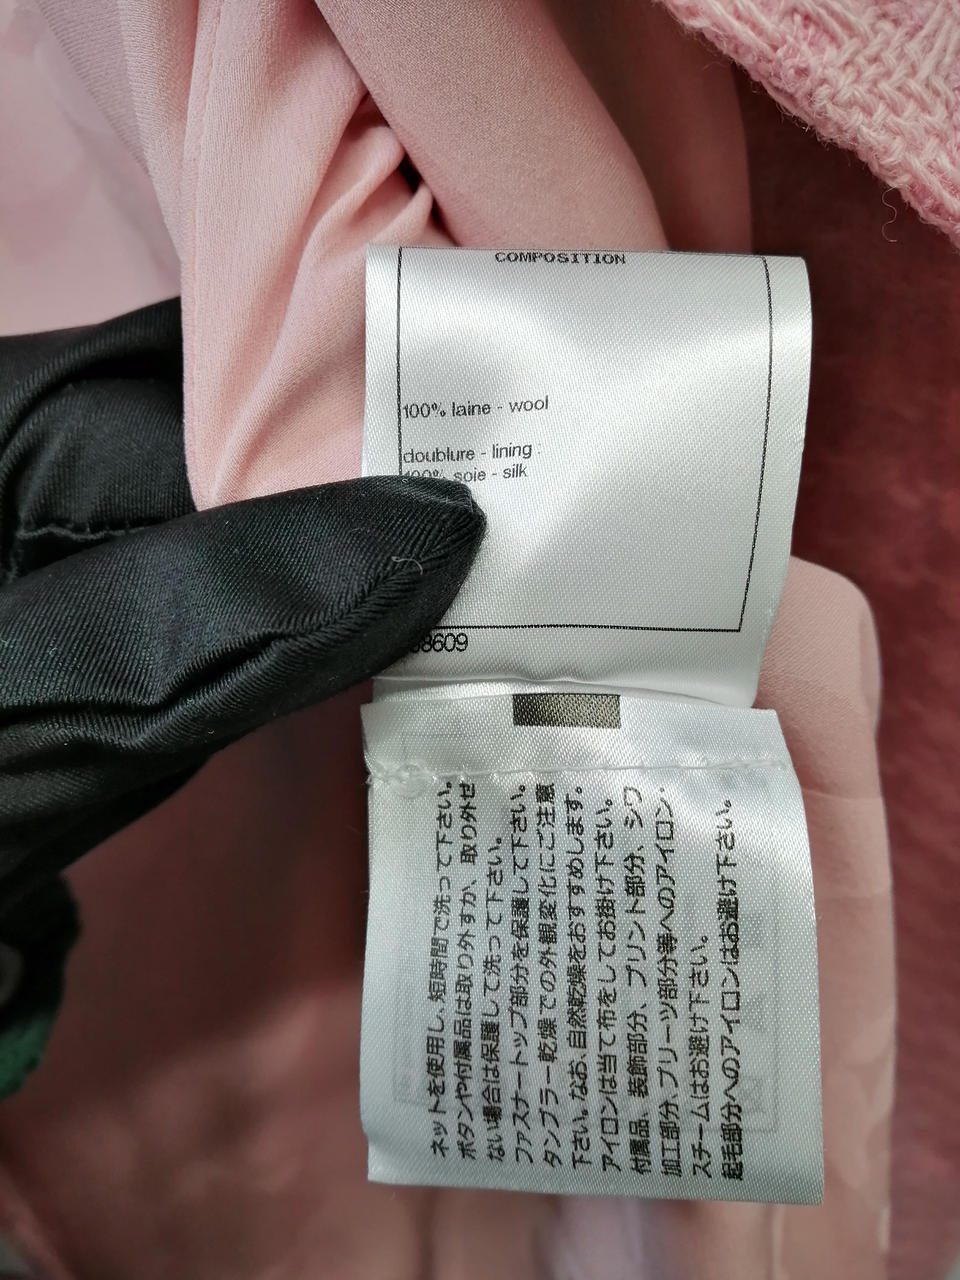 COMPOSITION
100% laine - wool
doublure - lining :
100% soie - silk
8609
ネットを使用し、短時間で洗って下さい。
ボタンや付属品は取り外すか、取り外せ
ない場合は保護して洗って下さい。
ファスナートップ部分を保護して下さい。
タンブラー乾燥での外観変化にご注意
下さい。なお、自然乾燥をおすすめします。
アイロンは当て布をしてお掛け下さい。
付属品、装飾部分、プリント部分、シワ
加工部分、プリーツ部分等へのアイロン・
スチームはお避け下さい。
起毛部分へのアイロンはお避け下さい。